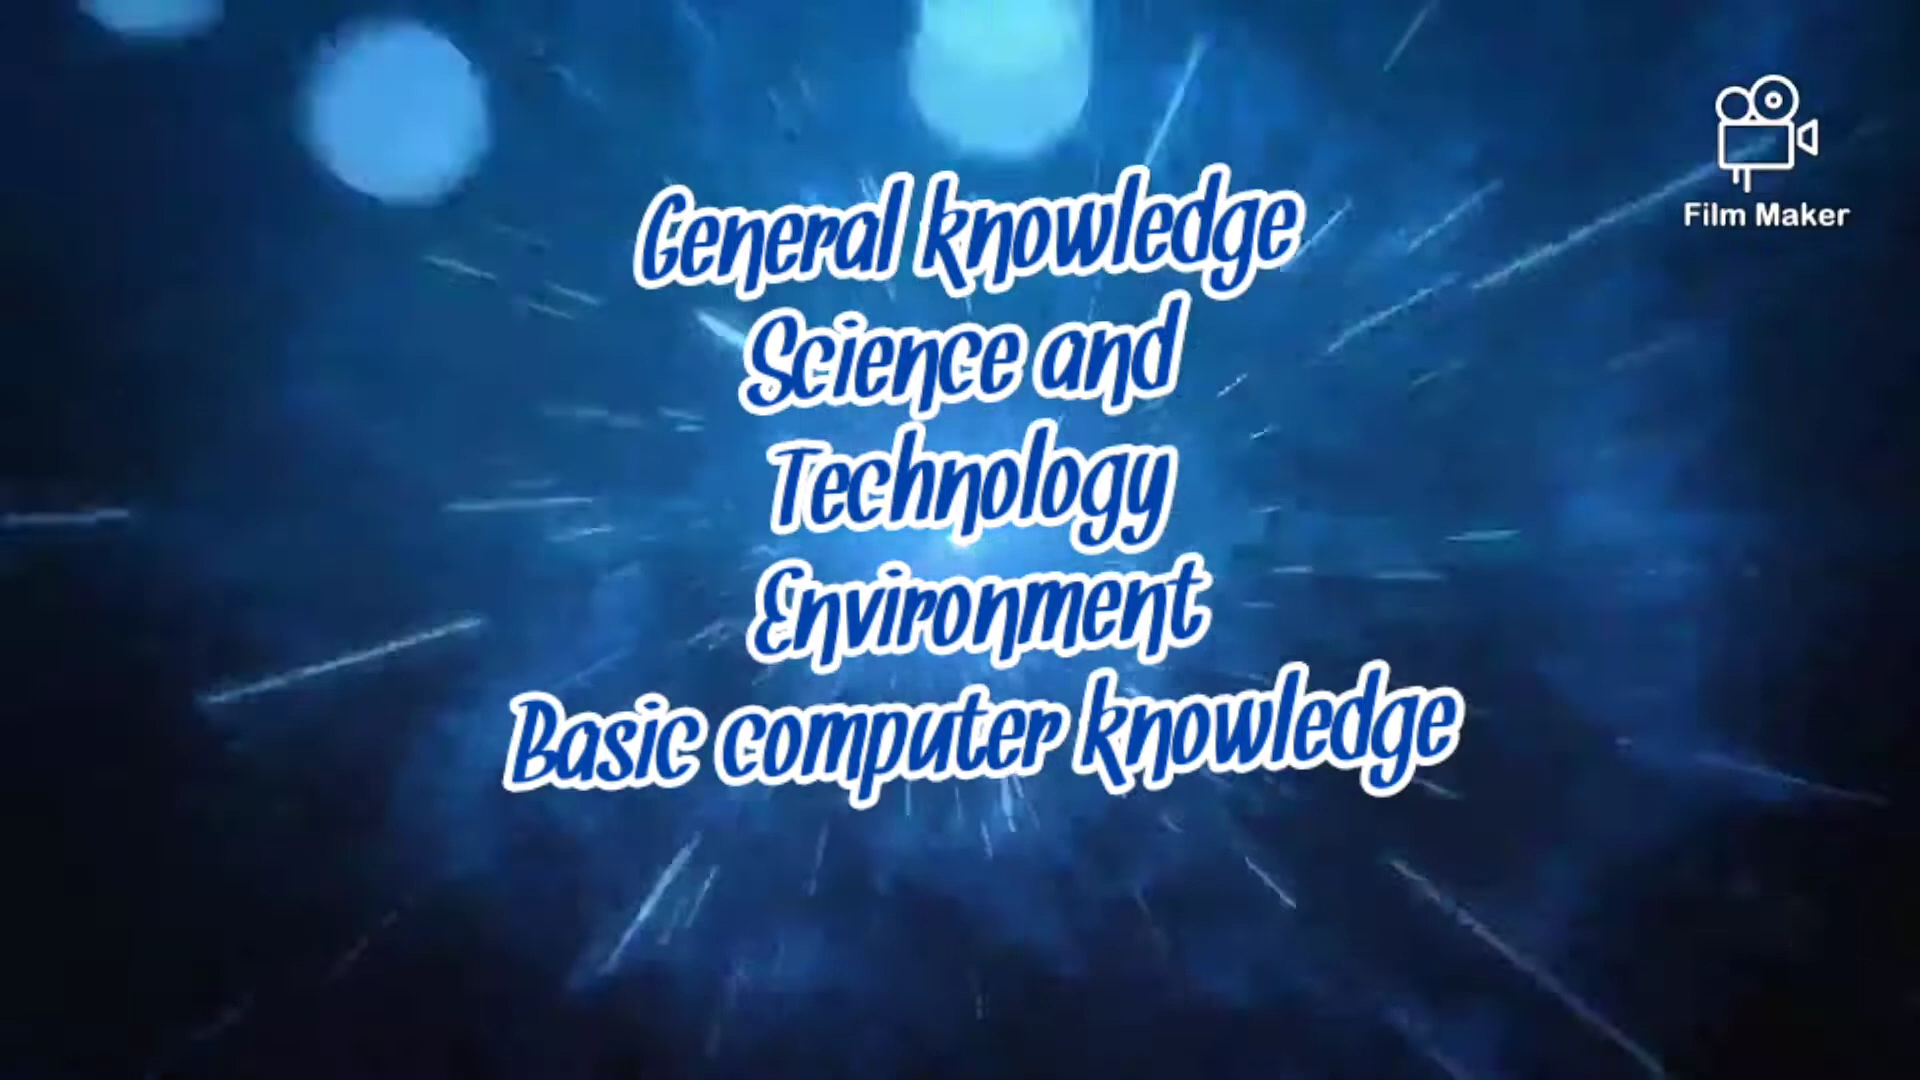 General knowledge
Science and
Technology
Environment
Basic computer knowledge
Film Maker